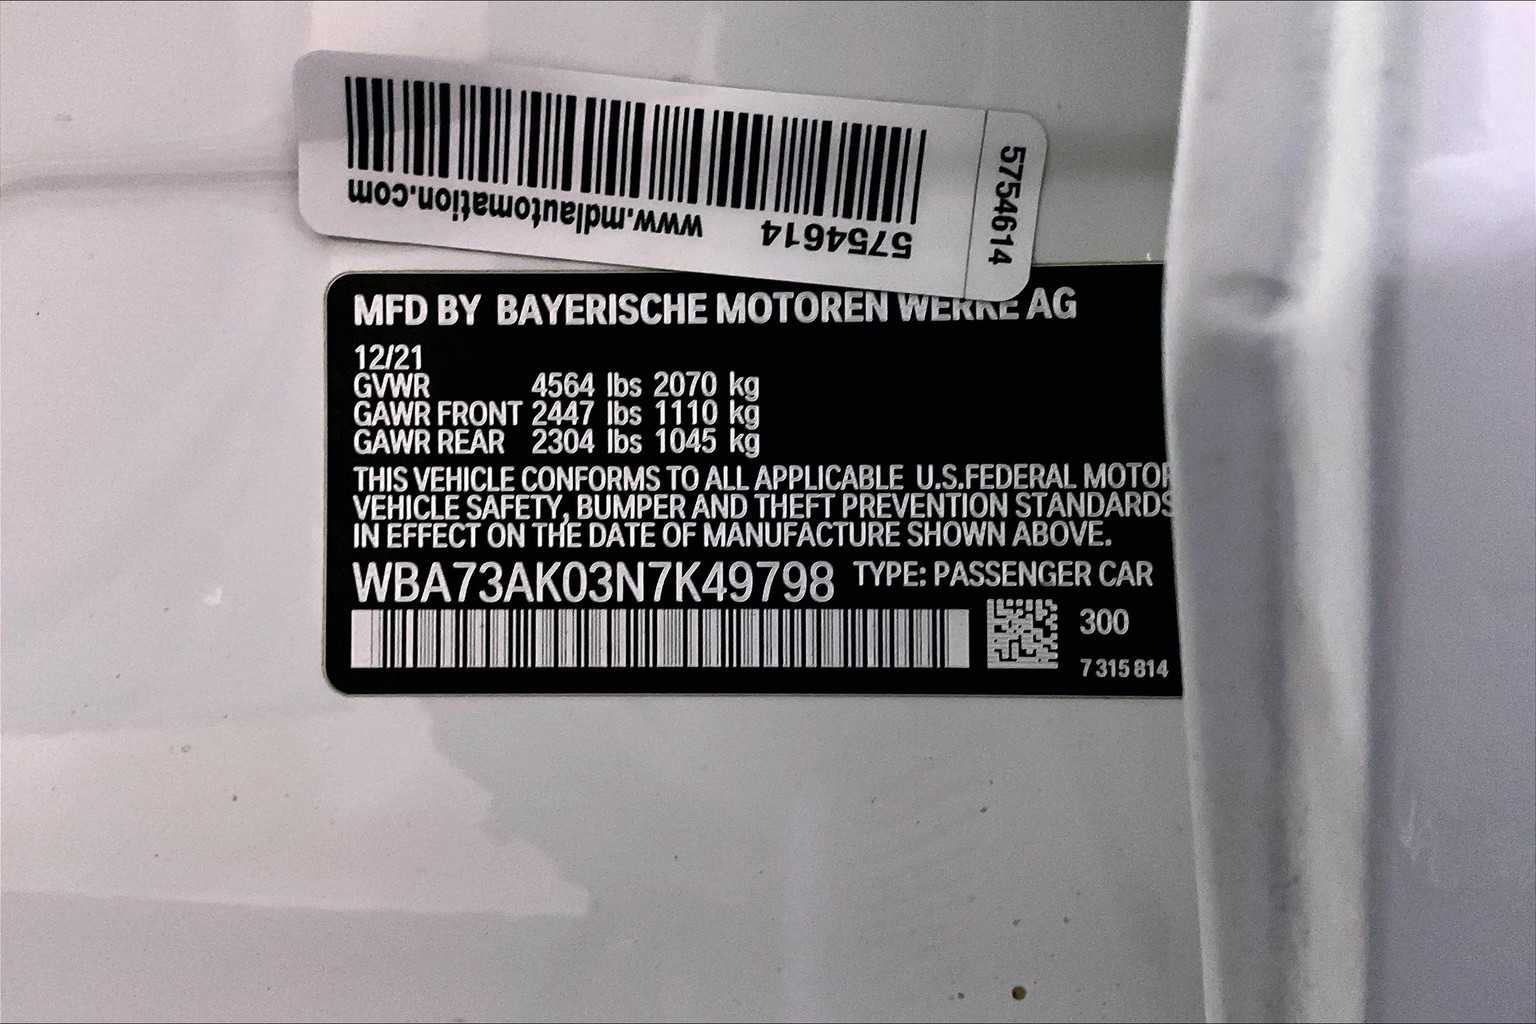 www.mdlautomation.com
5754614
5754614
MFD BY BAYERISCHE MOTOREN WERKE AG
12/21
GVWR 4564 lbs 2070 kg
GAWR FRONT 2447 lbs 1110 kg
GAWR REAR 2304 lbs 1045 kg
THIS VEHICLE CONFORMS TO ALL APPLICABLE U.S.FEDERAL MOTOR
VEHICLE SAFETY, BUMPER AND THEFT PREVENTION STANDARDS
IN EFFECT ON THE DATE OF MANUFACTURE SHOWN ABOVE.
WBA73AK03N7K49798 TYPE: PASSENGER CAR
300
7 315 814